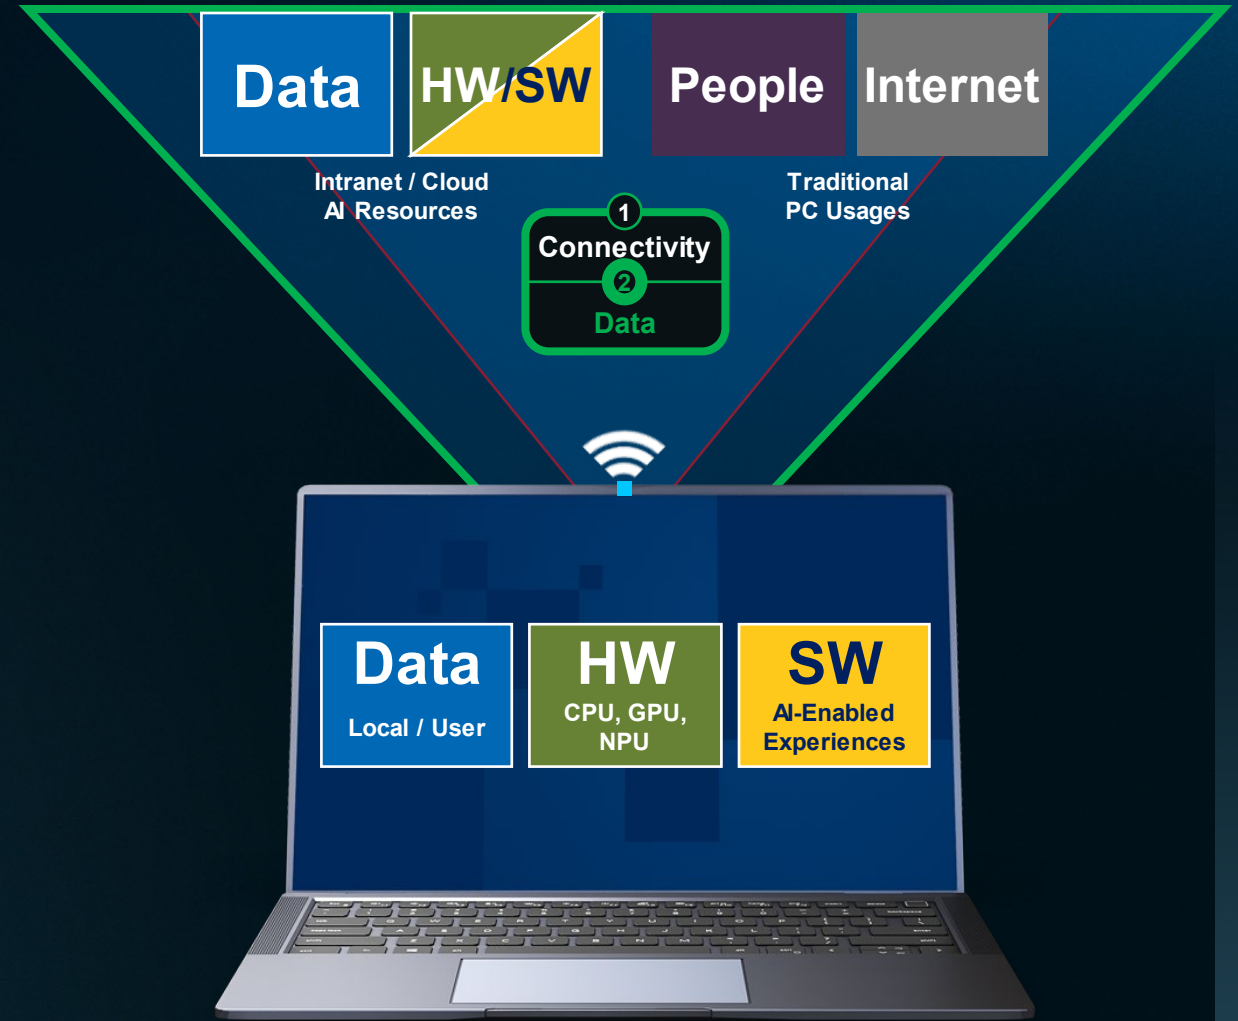 Data
HW/SW
People
Internet
Intranet / Cloud
AI Resources
Traditional
PC Usages
1
Connectivity
2
Data
Data
Local / User
HW
CPU, GPU,
NPU
SW
AI-Enabled
Experiences